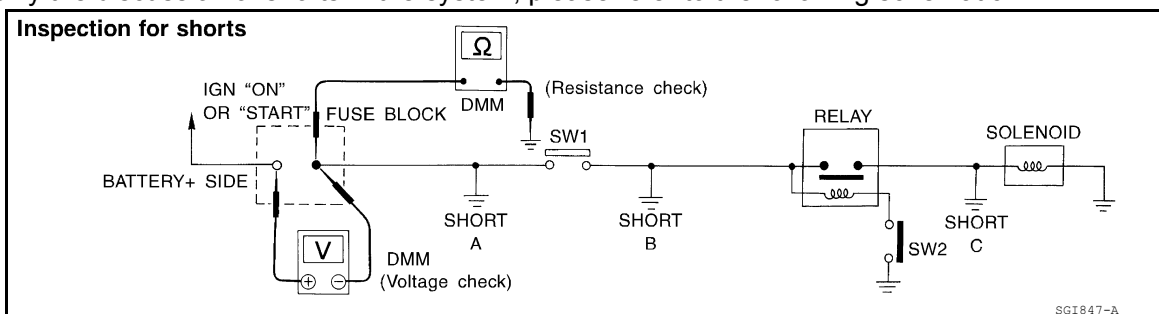 Inspection for shorts
Ω
IGN “ON”
OR “START”
FUSE BLOCK
DMM
(Resistance check)
SW1
RELAY
SOLENOID
BATTERY+ SIDE
SHORT
A
SHORT
B
SHORT
C
SW2
V
+ −
DMM
(Voltage check)
SGI847-A